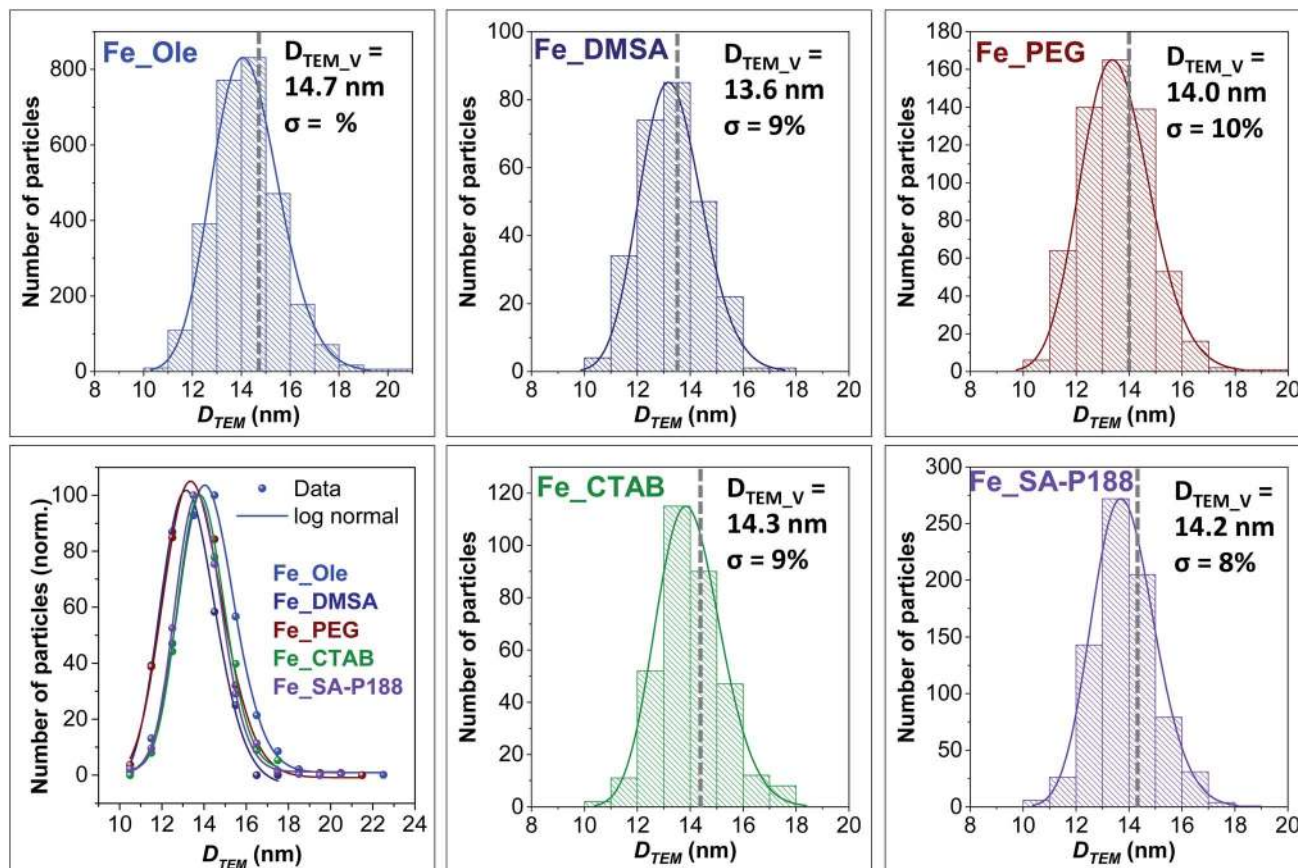 Fe_Ole
D_TEM_V =
14.7 nm
σ = %
800
600
400
200
0
8 10 12 14 16 18 20
Number of particles
D_TEM (nm)
Fe_DMSA
D_TEM_V =
13.6 nm
σ = 9%
100
80
60
40
20
0
8 10 12 14 16 18 20
Number of particles
D_TEM (nm)
Fe_PEG
D_TEM_V =
14.0 nm
σ = 10%
180
160
140
120
100
80
60
40
20
0
8 10 12 14 16 18 20
Number of particles
D_TEM (nm)
Data
log normal
Fe_Ole
Fe_DMSA
Fe_PEG
Fe_CTAB
Fe_SA-P188
100
80
60
40
20
0
10 12 14 16 18 20 22 24
Number of particles (norm.)
D_TEM (nm)
Fe_CTAB
D_TEM_V =
14.3 nm
σ = 9%
120
100
80
60
40
20
0
8 10 12 14 16 18 20
Number of particles
D_TEM (nm)
Fe_SA-P188
D_TEM_V =
14.2 nm
σ = 8%
300
250
200
150
100
50
0
8 10 12 14 16 18 20
Number of particles
D_TEM (nm)